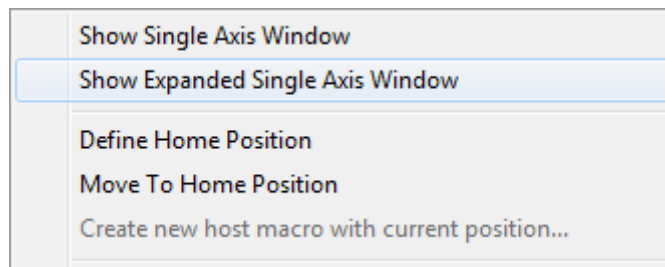 Show Single Axis Window
Show Expanded Single Axis Window
Define Home Position
Move To Home Position
Create new host macro with current position...